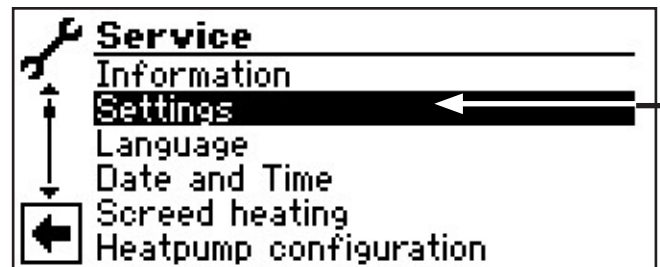 Service
Information
Settings
Language
Date and Time
Screed heating
Heatpump configuration